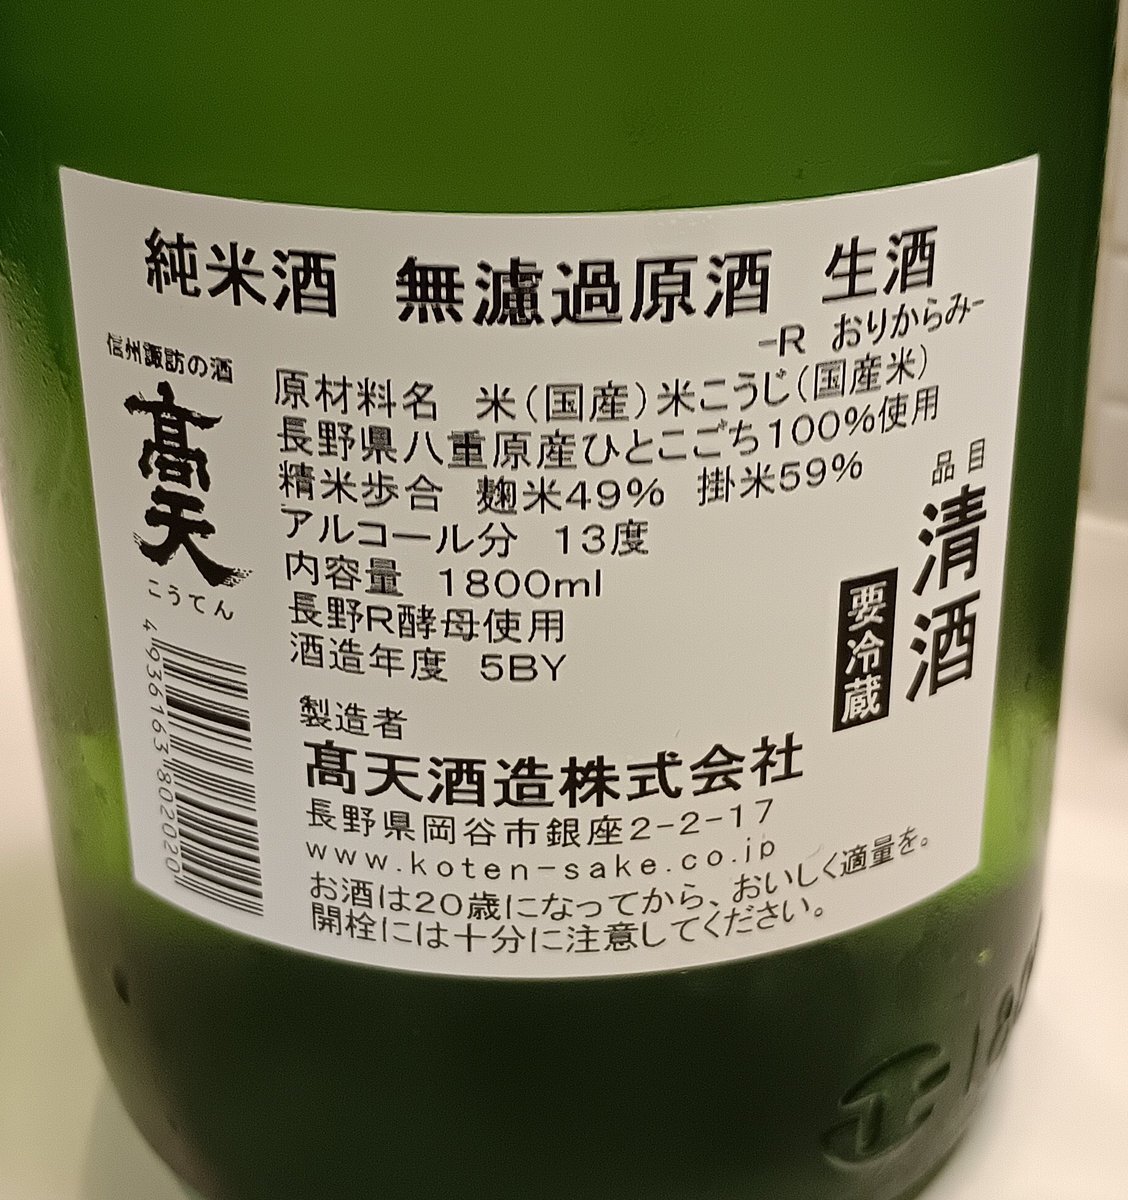 純米酒 無濾過原酒 生酒
-R おりからみ-
信州諏訪の酒
髙天
こうてん
原材料名 米(国産)米こうじ(国産米)
長野県八重原産ひとごこち100%使用
精米歩合 麹米49% 掛米59%
アルコール分 13度
内容量 1800ml
長野R酵母使用
酒造年度 5BY
品目
清酒
要冷蔵
4 936163 802020
製造者
髙天酒造株式会社
長野県岡谷市銀座2-2-17
www.koten-sake.co.jp
お酒は20歳になってから、おいしく適量を。
開栓には十分に注意してください。